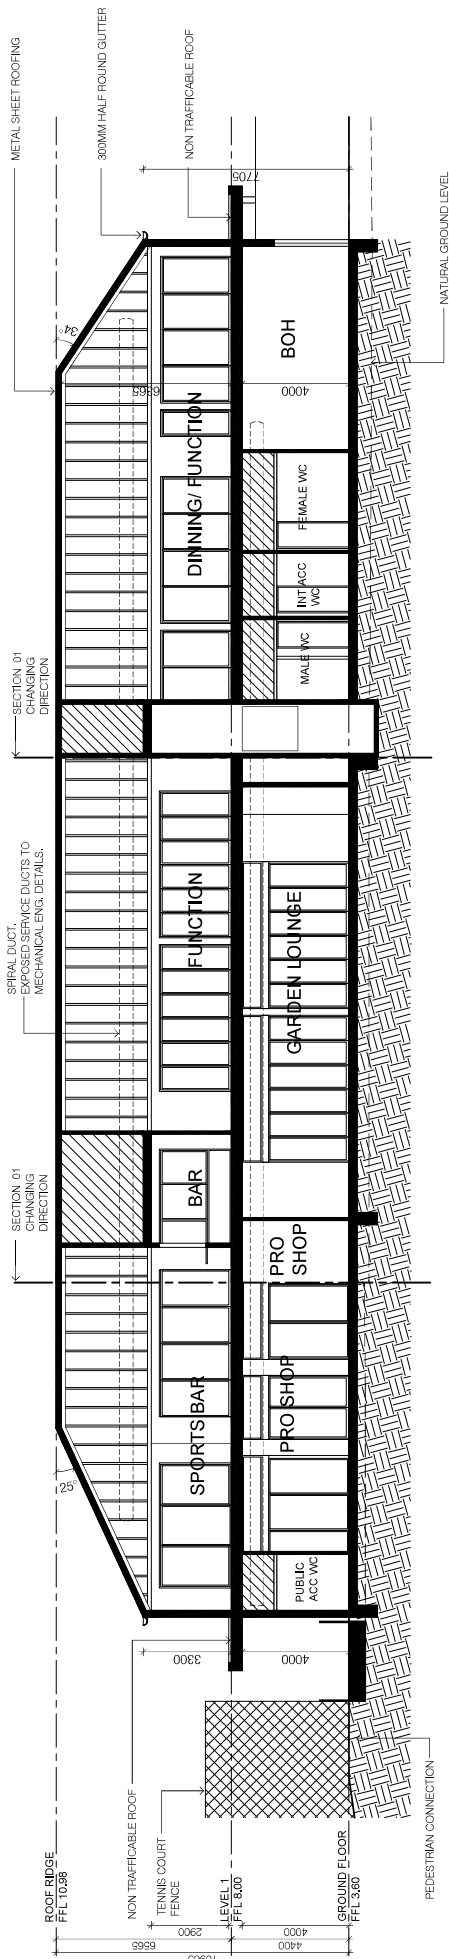 METAL SHEET ROOFING
300MM HALF ROUND GUTTER
NON TRAFFICABLE ROOF
NATURAL GROUND LEVEL
7705
34°
6365
4000
DINNING/ FUNCTION
BOH
FEMALE WC
INT ACC
WC
MALE WC
SECTION 01
CHANGING
DIRECTION
SPIRAL DUCT.
EXPOSED SERVICE DUCTS TO
MECHANICAL ENG. DETAILS.
FUNCTION
GARDEN LOUNGE
SECTION 01
CHANGING
DIRECTION
BAR
PRO
SHOP
SPORTS BAR
PRO SHOP
PUBLIC
ACC WC
25°
3300
4000
NON TRAFFICABLE ROOF
TENNIS COURT
FENCE
PEDESTRIAN CONNECTION
ROOF RIDGE
FFL 10.98
LEVEL 1
FFL 8.00
GROUND FLOOR
FFL 3.60
2900
4000
6565
4400